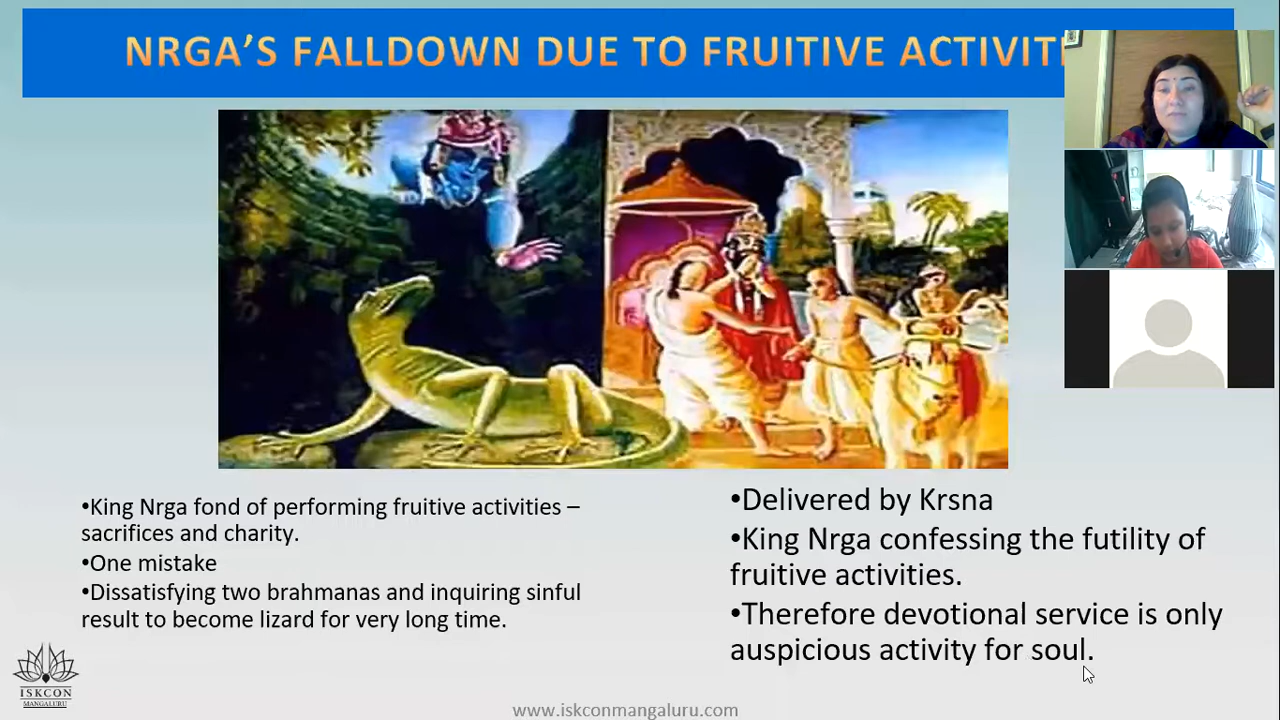 NRGA'S FALLDOWN DUE TO FRUITIVE ACTIVITI
•King Nrga fond of performing fruitive activities –
sacrifices and charity.
•One mistake
•Dissatisfying two brahmanas and inquiring sinful
result to become lizard for very long time.
•Delivered by Krsna
•King Nrga confessing the futility of
fruitive activities.
•Therefore devotional service is only
auspicious activity for soul.
ISKCON
MANGALURU
www.iskconmangaluru.com